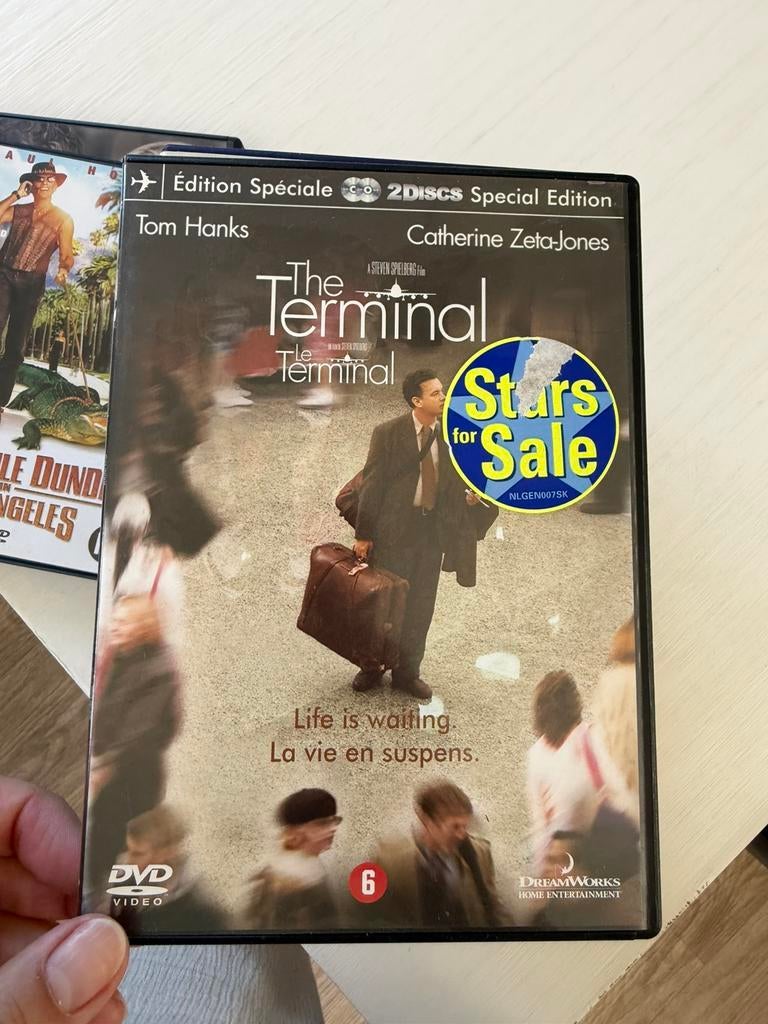 Édition Spéciale 2DISCS Special Edition
Tom Hanks
Catherine Zeta-Jones
A STEVEN SPIELBERG Film
The
Terminal
Le
Terminal
Stars
for Sale
NLGEN007SK
Life is waiting.
La vie en suspens.
DVD
VIDEO
6
DREAMWORKS
HOME ENTERTAINMENT
DUND
IN
NGELES